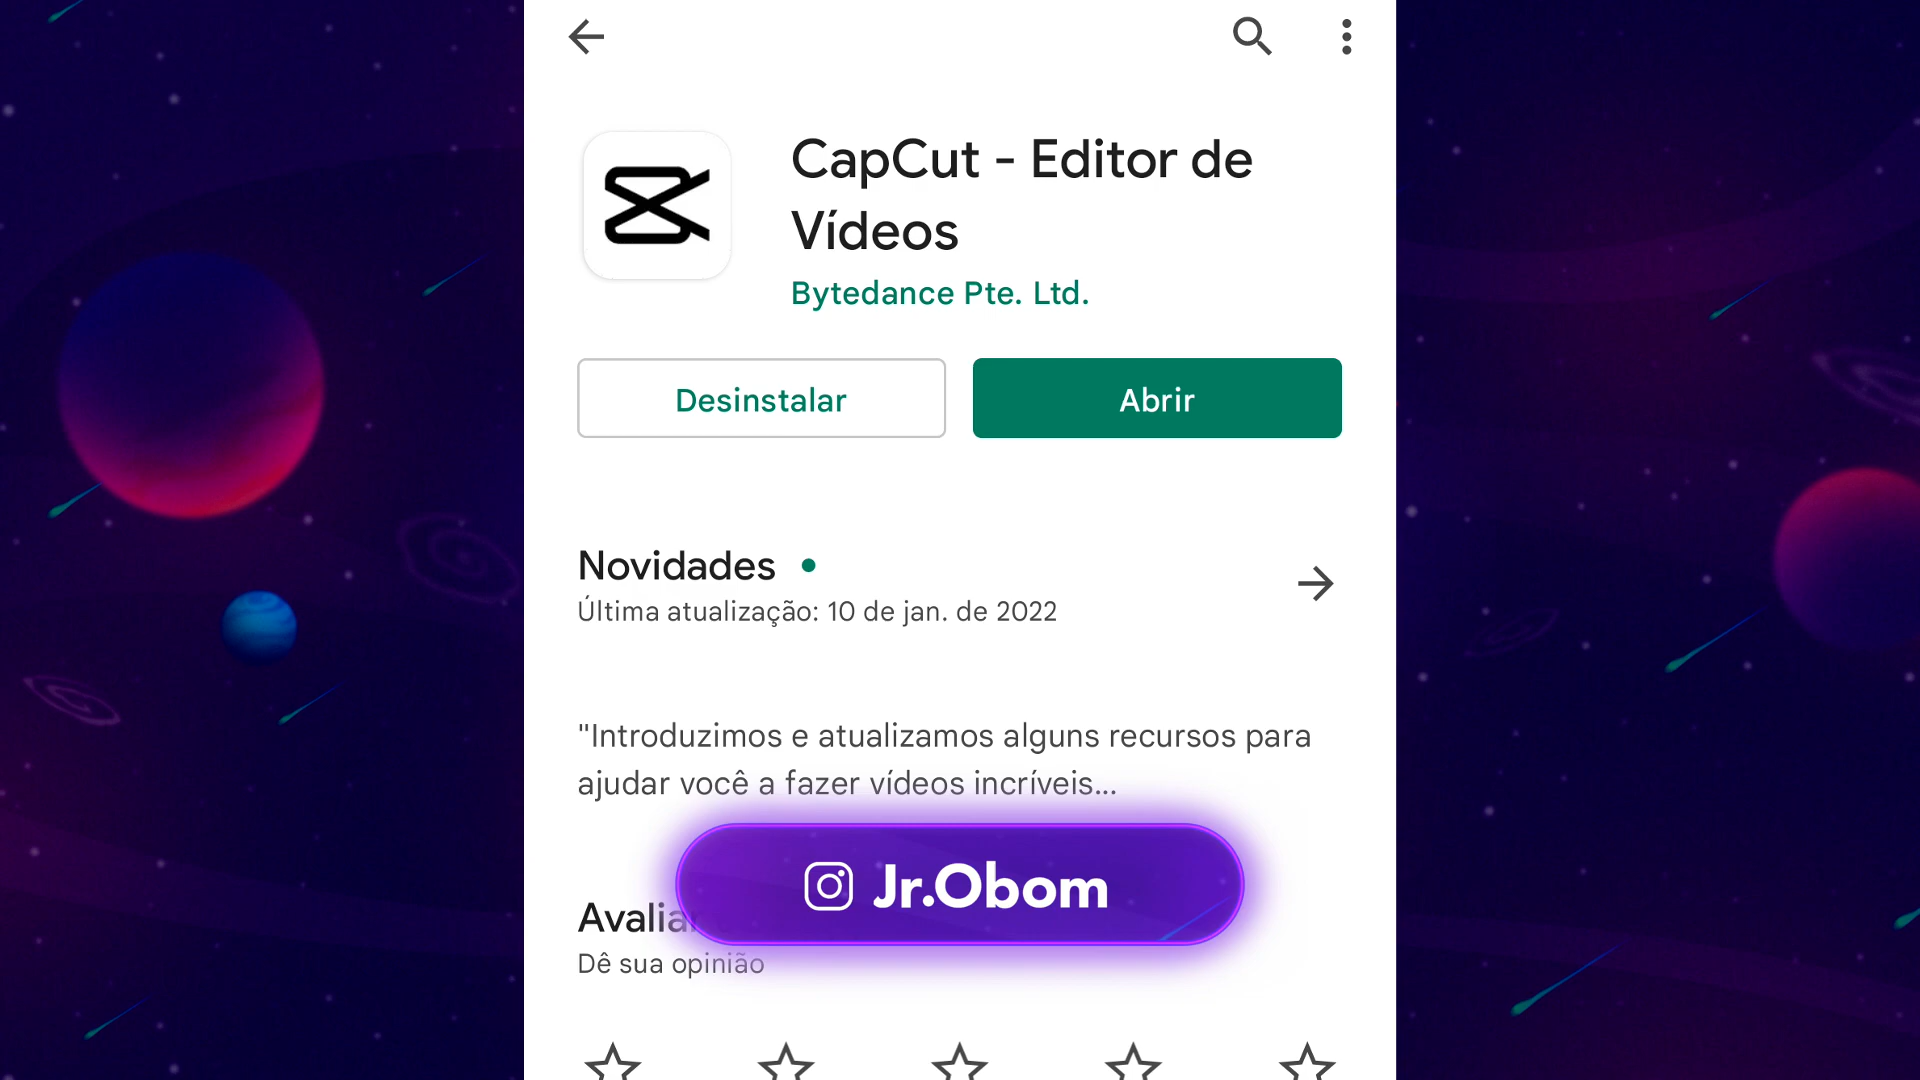 CapCut - Editor de
Vídeos
Bytedance Pte. Ltd.
Desinstalar
Abrir
Novidades
Última atualização: 10 de jan. de 2022
"Introduzimos e atualizamos alguns recursos para
ajudar você a fazer vídeos incríveis...
Jr.Obom
Dê sua opinião